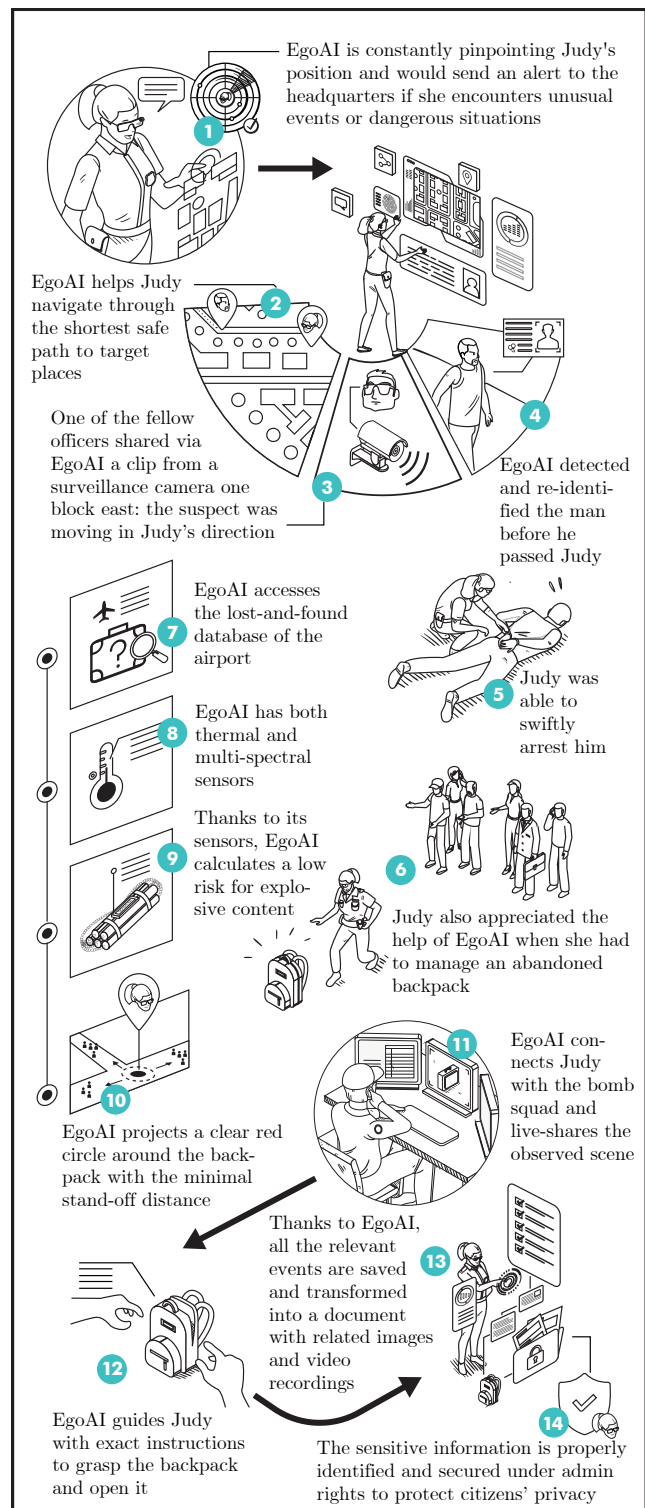 EgoAI is constantly pinpointing Judy's
position and would send an alert to the
headquarters if she encounters unusual
events or dangerous situations
1
EgoAI helps Judy
navigate through
the shortest safe
path to target
places
2
One of the fellow
officers shared via
EgoAI a clip from a
surveillance camera one
block east: the suspect was
moving in Judy's direction
3
4
EgoAI detected
and re-identi-
fied the man
before he
passed Judy
5
Judy was
able to
swiftly
arrest him
6
Judy also appreciated the
help of EgoAI when she had
to manage an abandoned
backpack
7
EgoAI accesses
the lost-and-found
database of the
airport
8
EgoAI has both
thermal and
multi-spectral
sensors
9
Thanks to its
sensors, EgoAI
calculates a low
risk for explo-
sive content
10
EgoAI projects a clear red
circle around the back-
pack with the minimal
stand-off distance
11
EgoAI con-
nects Judy
with the bomb
squad and
live-shares the
observed scene
12
EgoAI guides Judy
with exact instructions
to grasp the backpack
and open it
Thanks to EgoAI,
all the relevant
events are saved
and transformed
into a document
with related images
and video
recordings
13
14
The sensitive information is properly
identified and secured under admin
rights to protect citizens' privacy